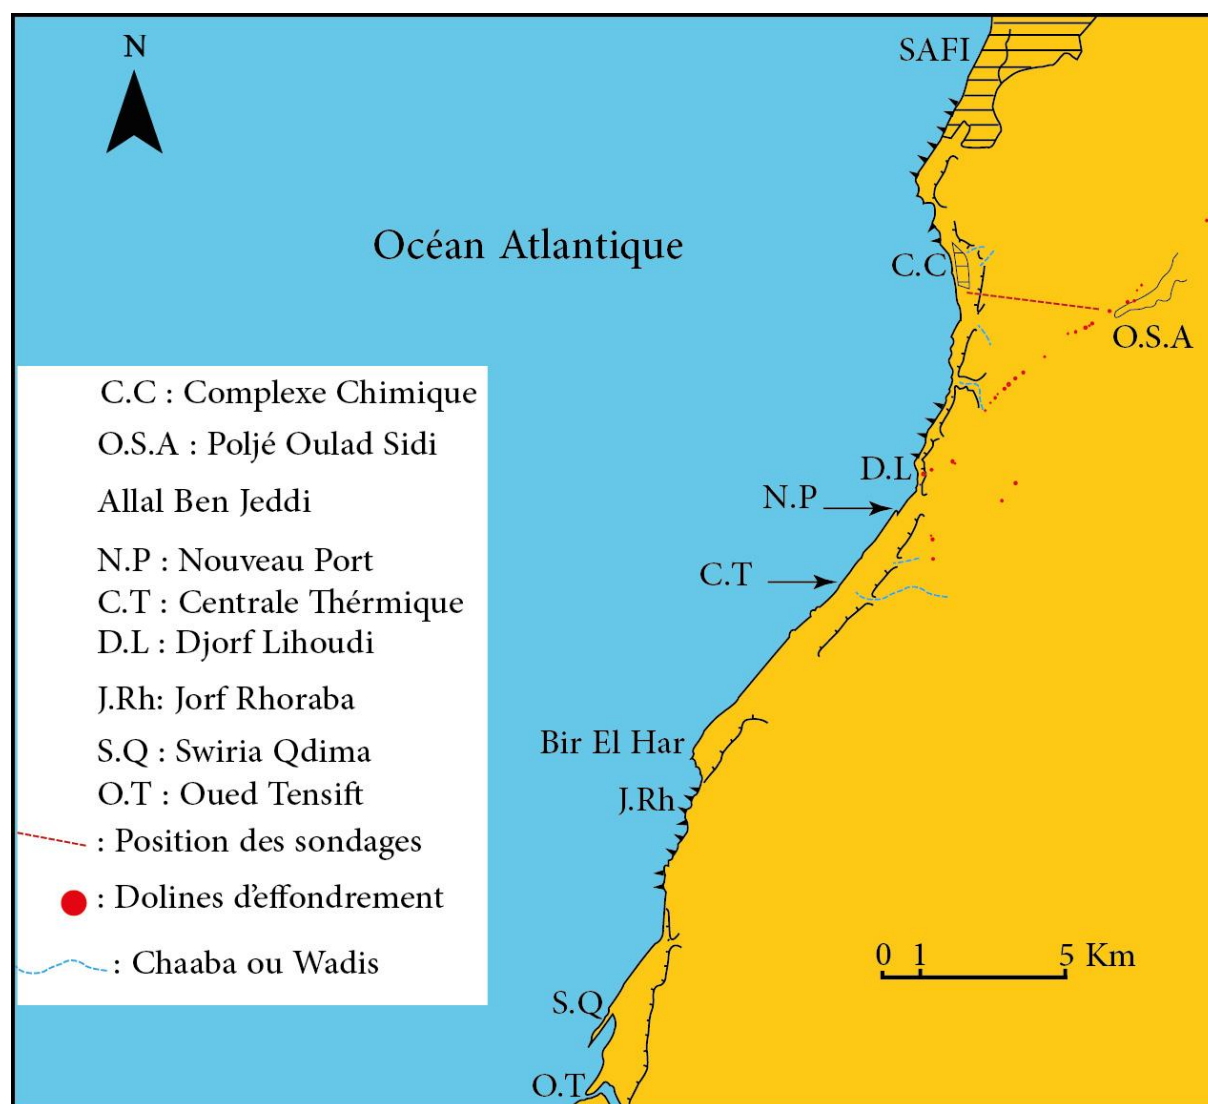 N
SAFI
Océan Atlantique
C.C
O.S.A
D.L
N.P
C.T
Bir El Har
J.Rh
S.Q
O.T
0 1 5 Km
C.C : Complexe Chimique
O.S.A : Poljé Oulad Sidi
Allal Ben Jeddi
N.P : Nouveau Port
C.T : Centrale Thérmique
D.L : Djorf Lihoudi
J.Rh: Jorf Rhoraba
S.Q : Swiria Qdima
O.T : Oued Tensift
: Position des sondages
: Dolines d'effondrement
: Chaaba ou Wadis